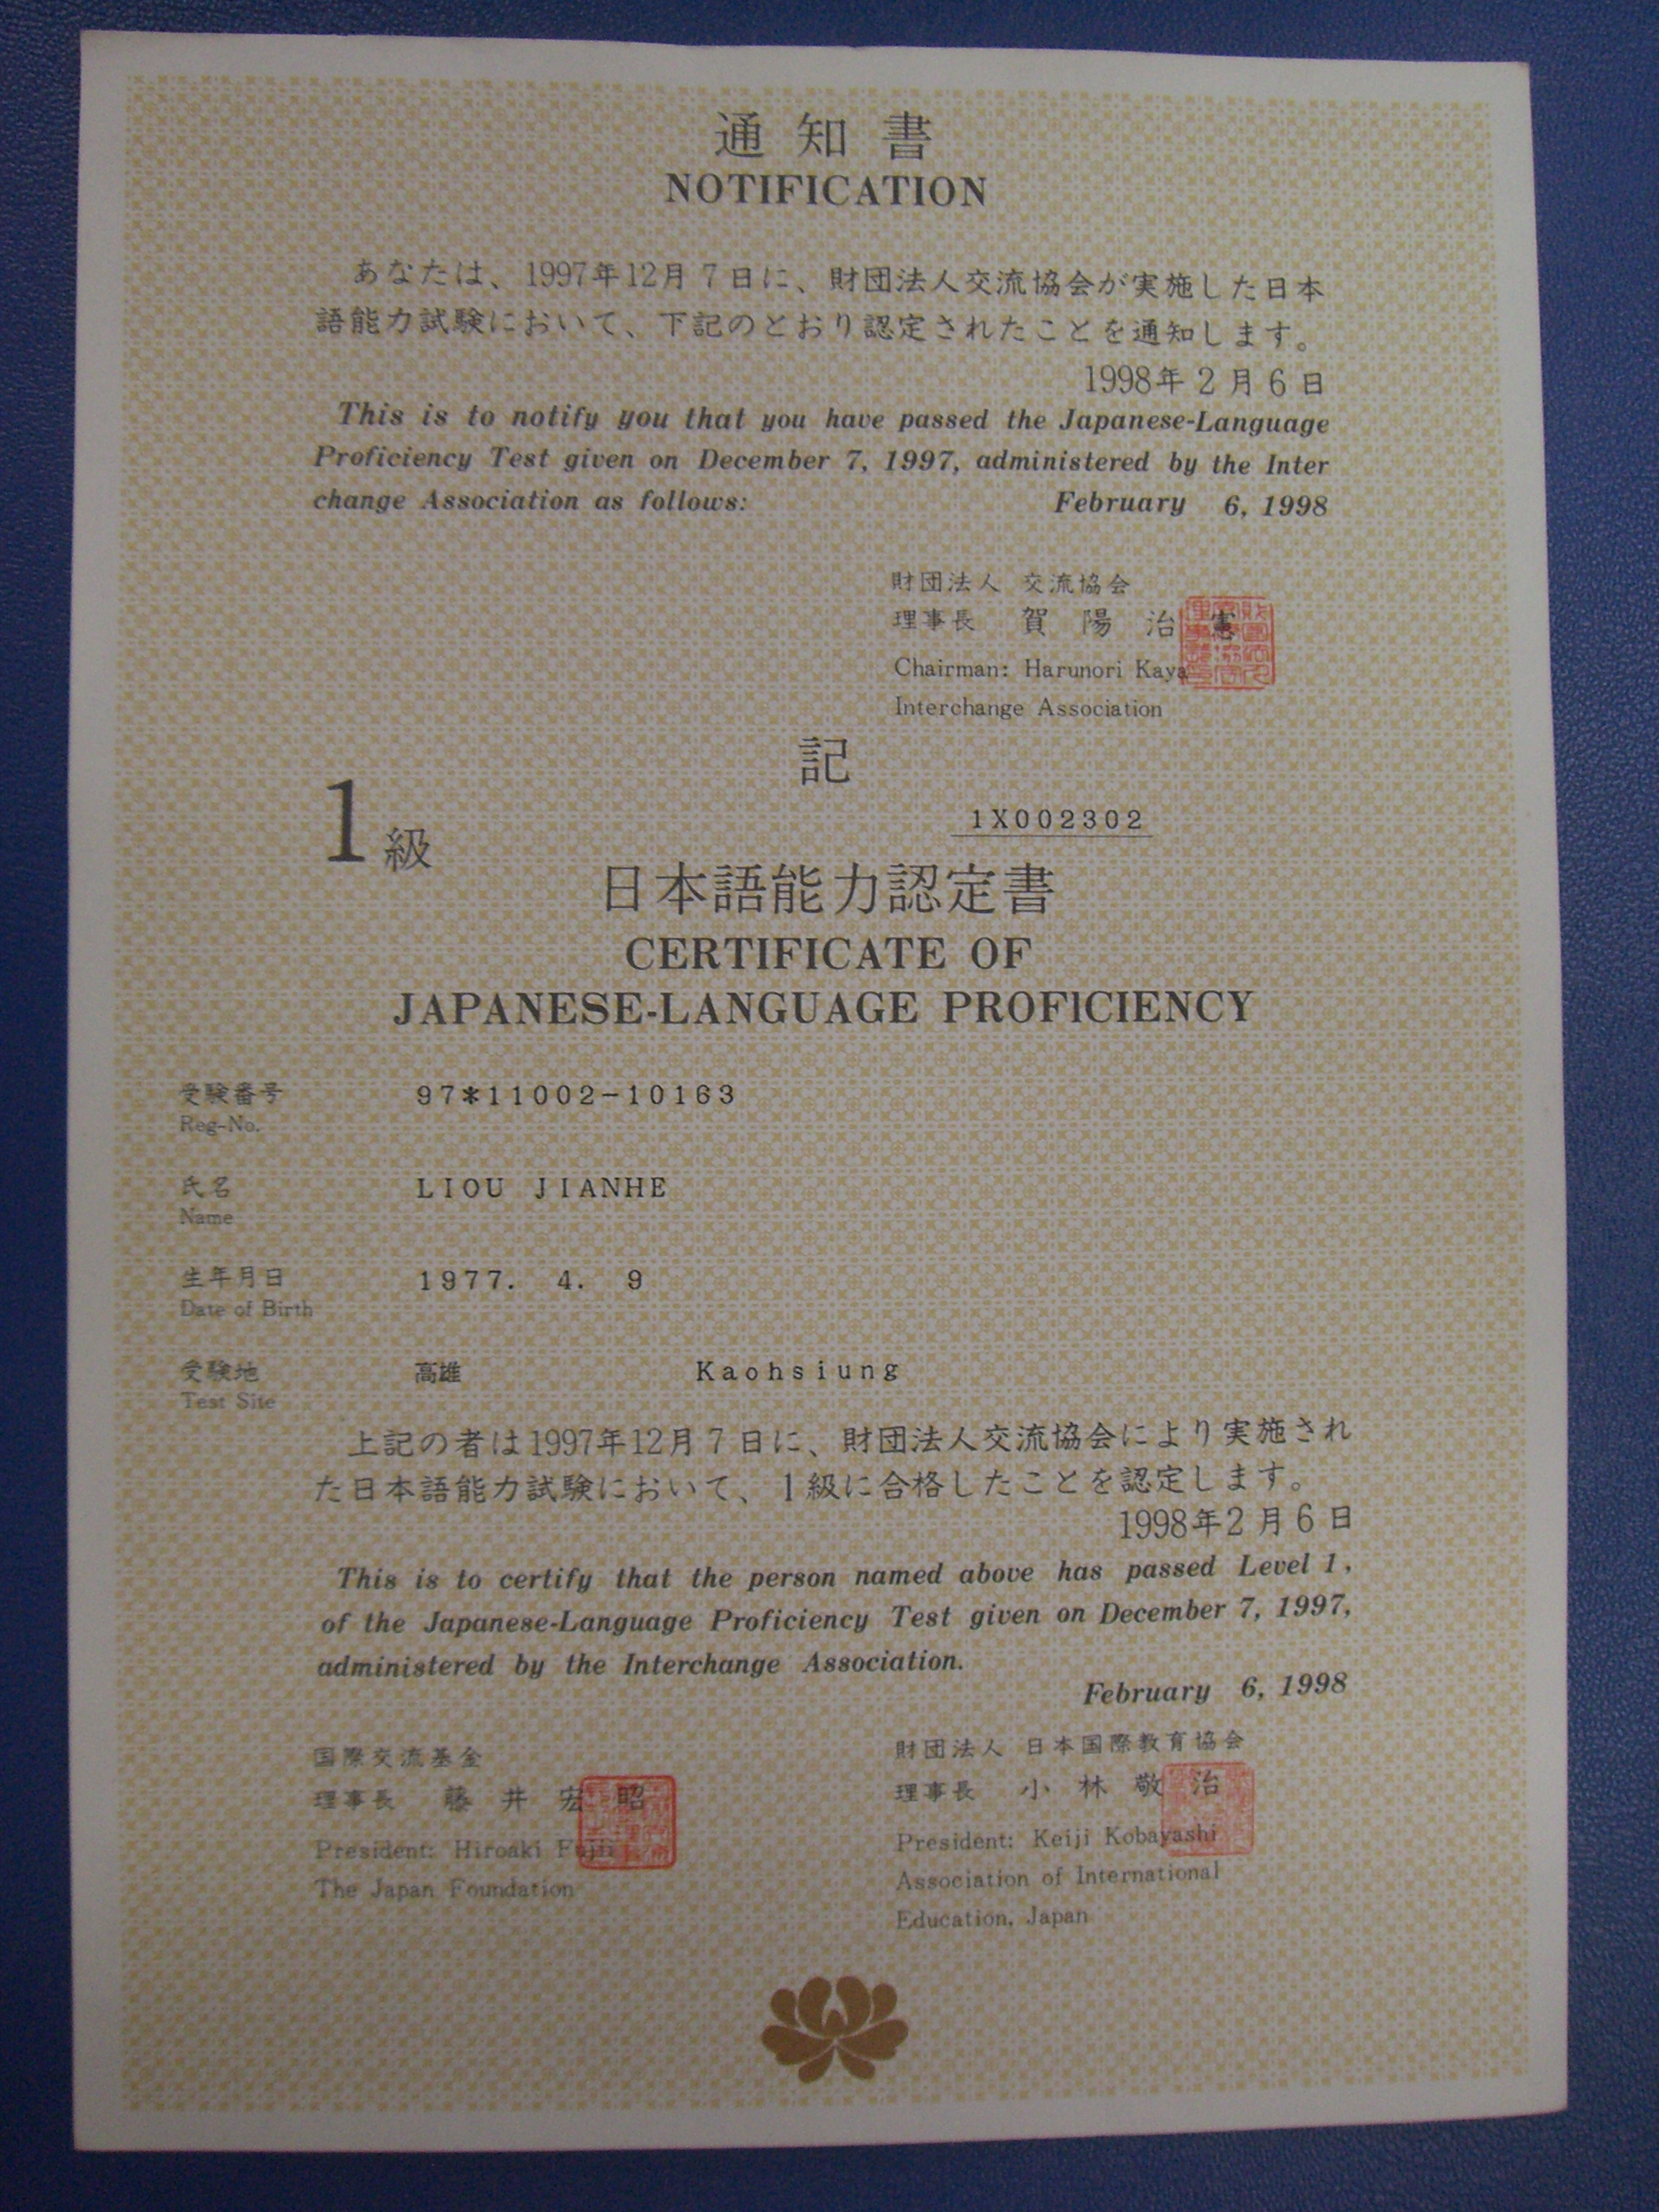 通知書
NOTIFICATION
あなたは、1997年12月7日に、財団法人交流協会が実施した日本
語能力試験において、下記のとおり認定されたことを通知します。
1998年2月6日
This is to notify you that you have passed the Japanese-Language
Proficiency Test given on December 7, 1997, administered by the Inter
change Association as follows: February 6, 1998
財団法人 交流協会
理事長 賀陽治憲
Chairman: Harunori Kaya
Interchange Association
記
1級
1X002302
日本語能力認定書
CERTIFICATE OF
JAPANESE-LANGUAGE PROFICIENCY
受験番号 97*11002-10163
Reg-No.
氏名 LIOU JIANHE
Name
生年月日 1977. 4. 9
Date of Birth
受験地 高雄 Kaohsiung
Test Site
上記の者は1997年12月7日に、財団法人交流協会により実施され
た日本語能力試験において、1級に合格したことを認定します。
1998年2月6日
This is to certify that the person named above has passed Level 1,
of the Japanese-Language Proficiency Test given on December 7, 1997,
administered by the Interchange Association.
February 6, 1998
国際交流基金
理事長 藤井宏昭
President: Hiroaki Fujii
The Japan Foundation
財団法人 日本国際教育協会
理事長 小林敬治
President: Keiji Kobayashi
Association of International
Education, Japan